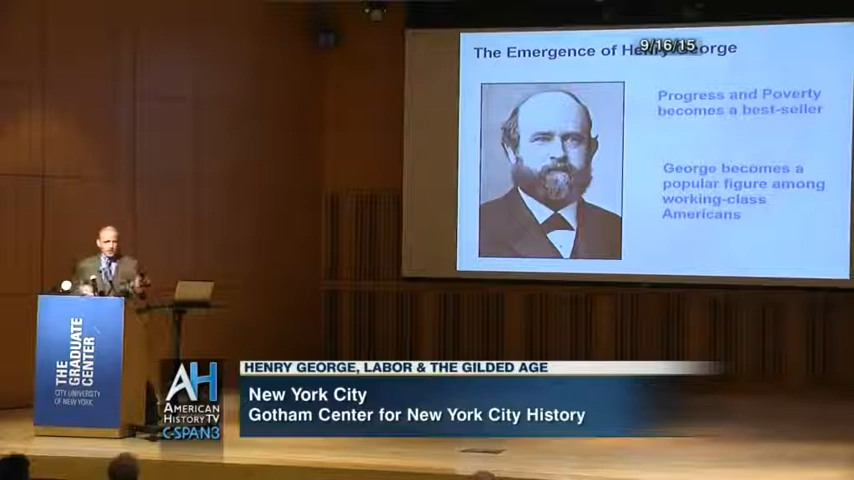 9/16/15
The Emergence of Henry George
Progress and Poverty
becomes a best-seller
George becomes a
popular figure among
working-class
Americans
THE
GRADUATE
CENTER
CITY UNIVERSITY
OF NEW YORK
AH
AMERICAN
HISTORY TV
C-SPAN3
HENRY GEORGE, LABOR & THE GILDED AGE
New York City
Gotham Center for New York City History